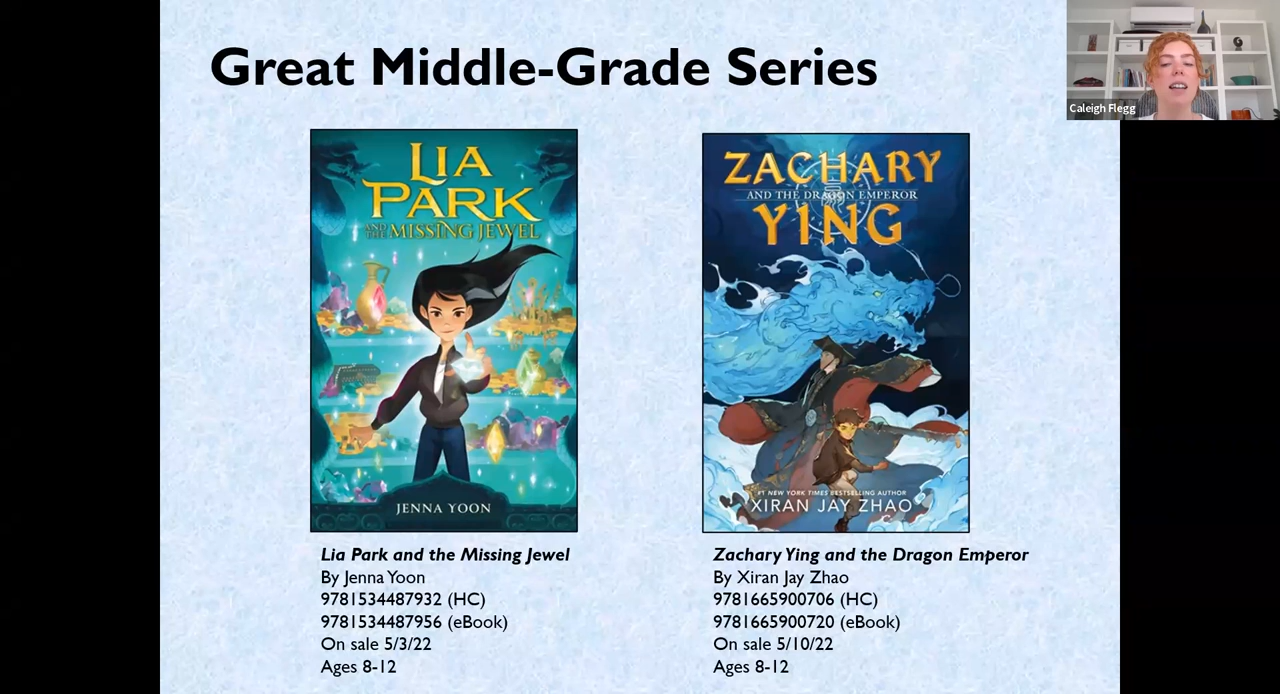 Great Middle-Grade Series
Caleigh Flegg
LIA
PARK
AND THE MISSING JEWEL
JENNA YOON
ZACHARY
AND THE DRAGON EMPEROR
YING
#1 NEW YORK TIMES BESTSELLING AUTHOR
XIRAN JAY ZHAO
Lia Park and the Missing Jewel
By Jenna Yoon
9781534487932 (HC)
9781534487956 (eBook)
On sale 5/3/22
Ages 8-12
Zachary Ying and the Dragon Emperor
By Xiran Jay Zhao
9781665900706 (HC)
9781665900720 (eBook)
On sale 5/10/22
Ages 8-12